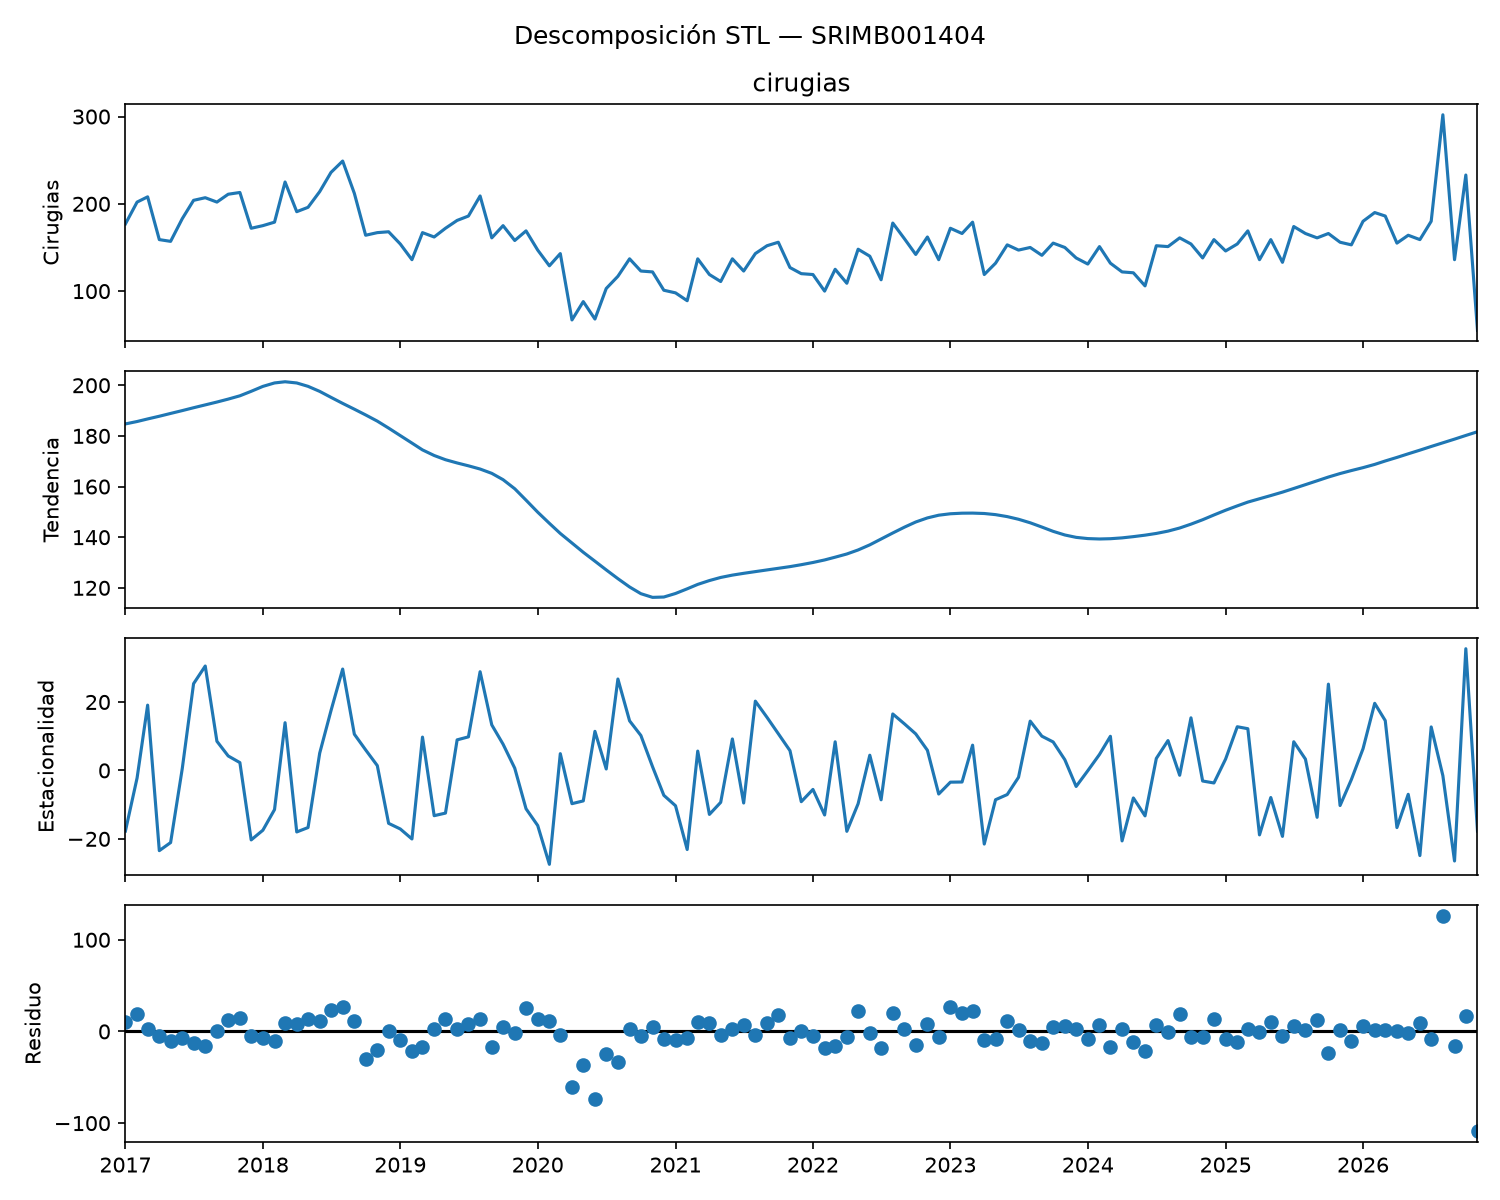 Descomposición STL — SRIMB001404
cirugias
Cirugias
300
200
100
Tendencia
200
180
160
140
120
Estacionalidad
20
0
−20
Residuo
100
0
−100
2017 2018 2019 2020 2021 2022 2023 2024 2025 2026